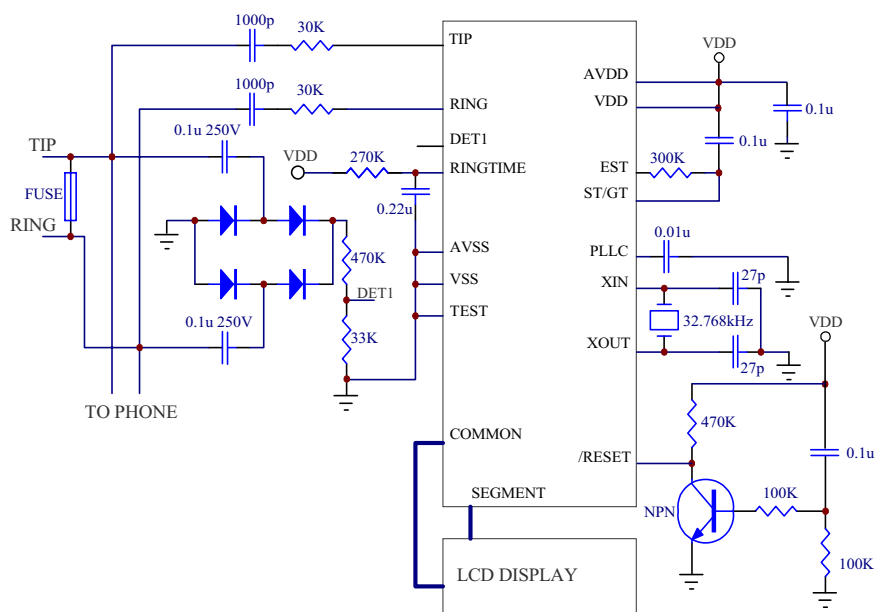 1000p
30K
TIP
VDD
AVDD
1000p
30K
RING
VDD
0.1u
0.1u 250V
DET1
0.1u
TIP
VDD
270K
RINGTIME
EST
300K
FUSE
0.22u
ST/GT
RING
0.01u
AVSS
PLLC
470K
27p
VSS
XIN
DET1
TEST
32.768kHz
0.1u 250V
33K
VDD
XOUT
27p
TO PHONE
470K
COMMON
/RESET
0.1u
SEGMENT
100K
NPN
100K
LCD DISPLAY